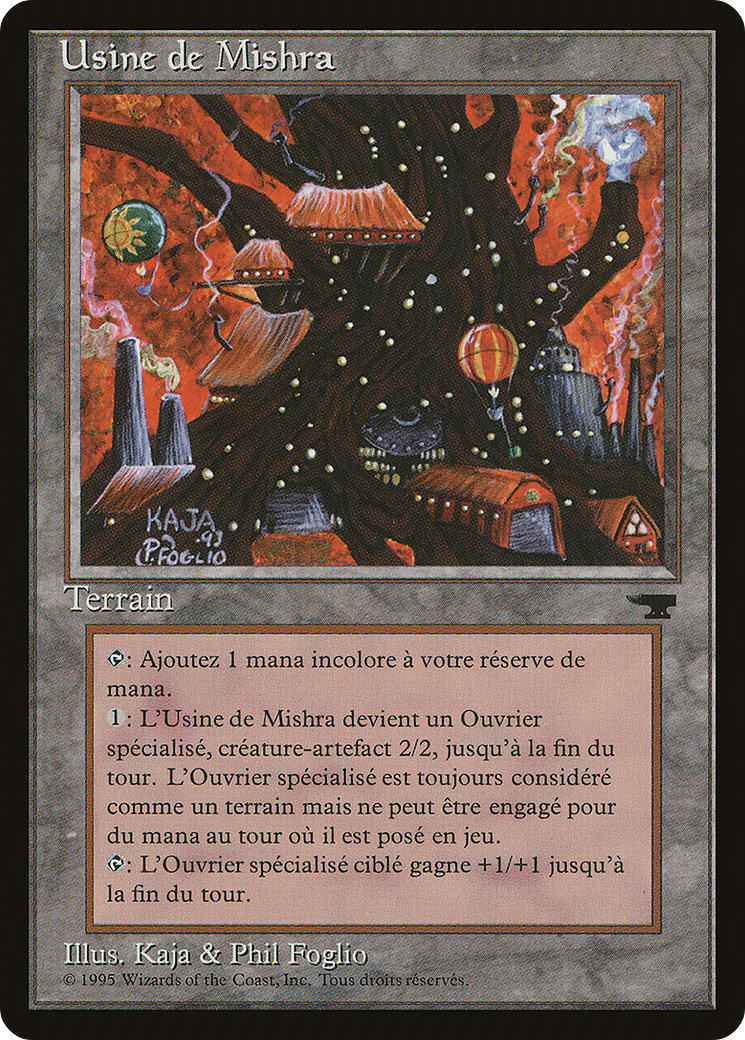 Usine de Mishra
KAJA
& '93
P. FOGLIO
Terrain
: Ajoutez 1 mana incolore à votre réserve de
mana.
1: L'Usine de Mishra devient un Ouvrier
spécialisé, créature-artefact 2/2, jusqu'à la fin du
tour. L'Ouvrier spécialisé est toujours considéré
comme un terrain mais ne peut être engagé pour
du mana au tour où il est posé en jeu.
: L'Ouvrier spécialisé ciblé gagne +1/+1 jusqu'à
la fin du tour.
Illus. Kaja & Phil Foglio
© 1995 Wizards of the Coast, Inc. Tous droits réservés.